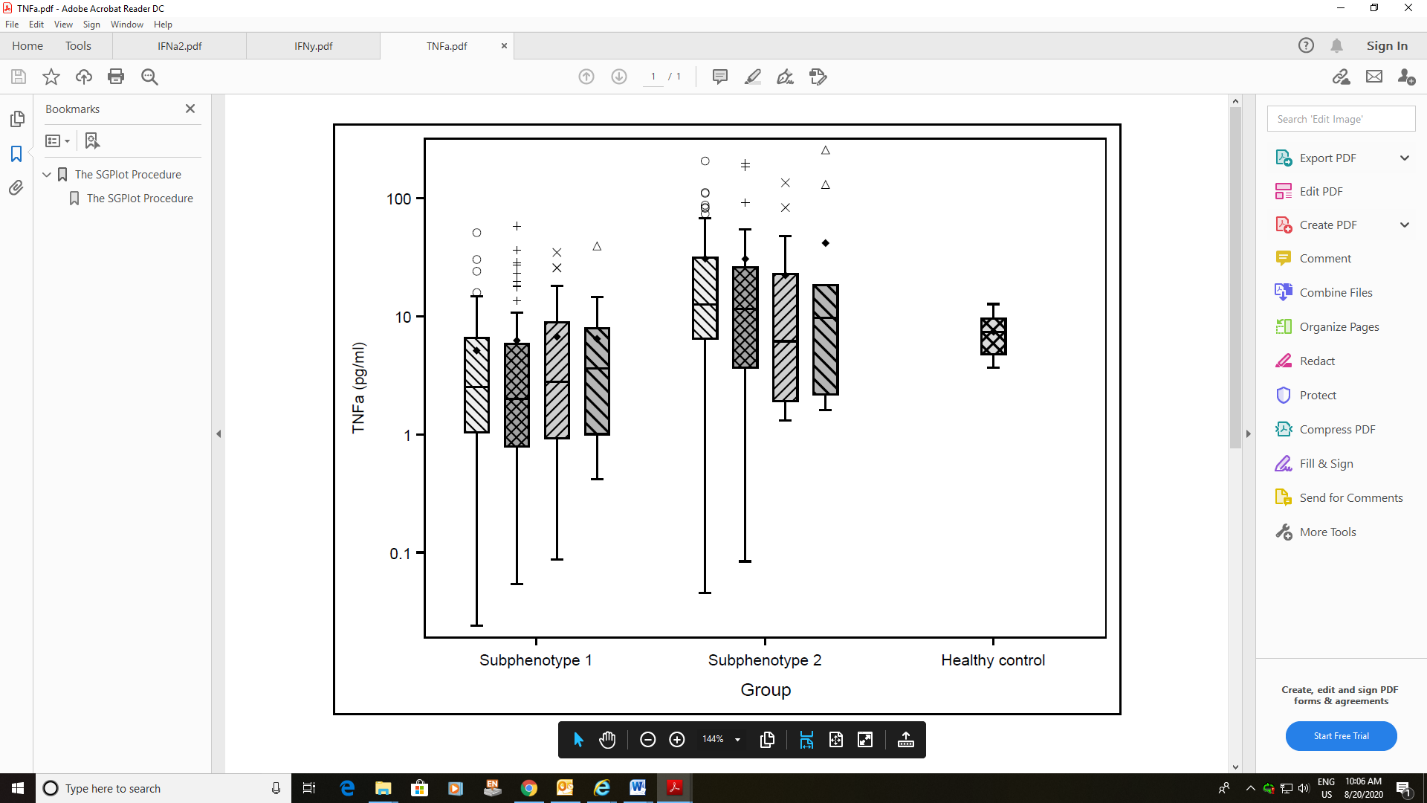 TNFa.pdf - Adobe Acrobat Reader DC
File Edit View Sign Window Help
Home Tools IFNa2.pdf IFNy.pdf TNFa.pdf × Sign In
1 / 1
Bookmarks
The SGPlot Procedure
The SGPlot Procedure
100
10
1
0.1
TNFa (pg/ml)
Subphenotype 1 Subphenotype 2 Healthy control
Group
Search 'Edit Image'
Export PDF
Edit PDF
Create PDF
Comment
Combine Files
Organize Pages
Redact
Protect
Compress PDF
Fill & Sign
Send for Comments
More Tools
Create, edit and sign PDF
forms & agreements
Start Free Trial
144%
Type here to search
EN
ENG
US
10:06 AM
8/20/2020
1